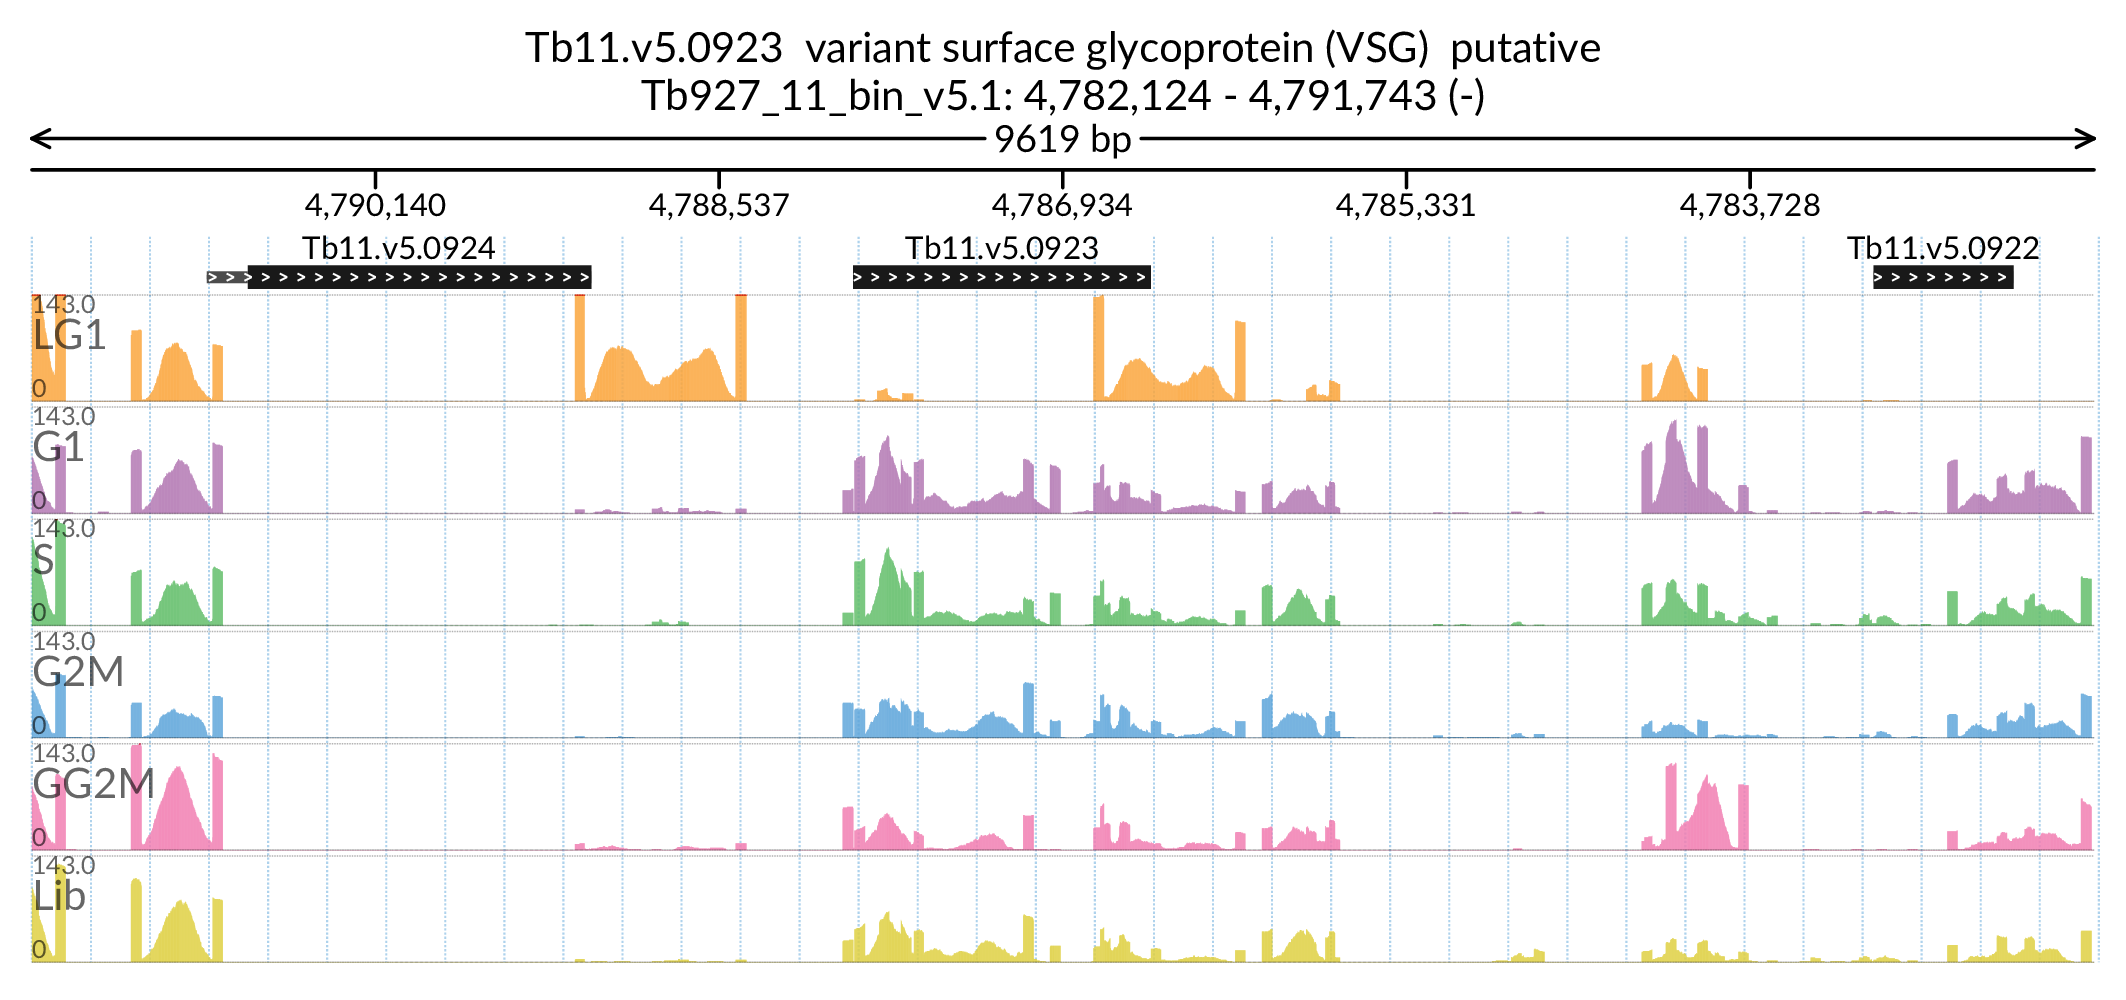 Tb11.v5.0923 variant surface glycoprotein (VSG) putative
Tb927_11_bin_v5.1: 4,782,124 - 4,791,743 (-)
9619 bp
4,790,140 4,788,537 4,786,934 4,785,331 4,783,728
Tb11.v5.0924 Tb11.v5.0923 Tb11.v5.0922
143.0
LG1
0
143.0
G1
0
143.0
S
0
143.0
G2M
0
143.0
GG2M
0
143.0
Lib
0